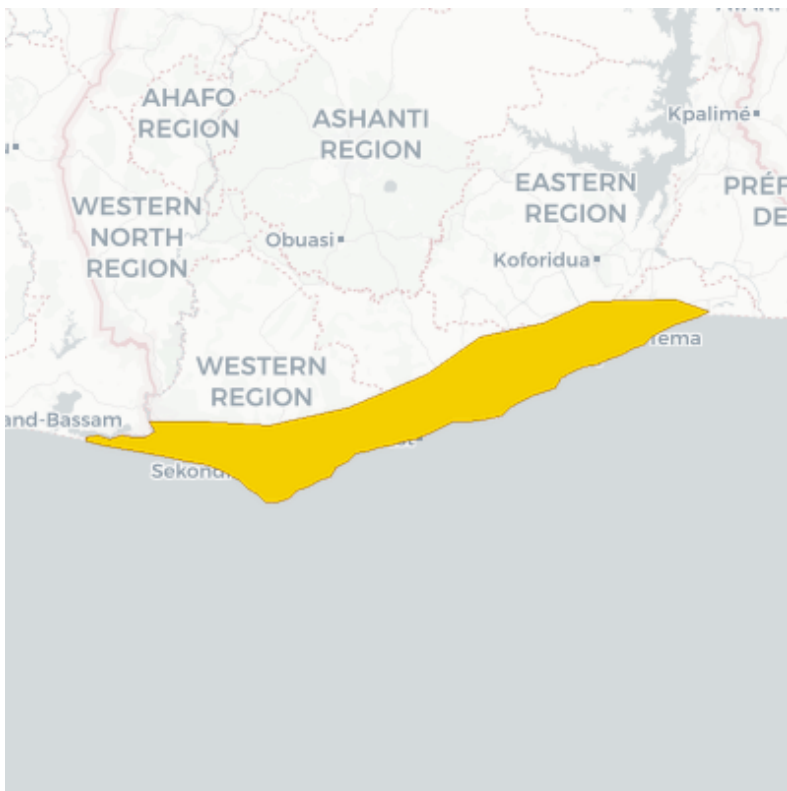 AHAFO
REGION
ASHANTI
REGION
Kpalimé
EASTERN
REGION
PRÉF
DE
WESTERN
NORTH
REGION
Obuasi
Koforidua
WESTERN
REGION
Tema
and-Bassam
Sekondi